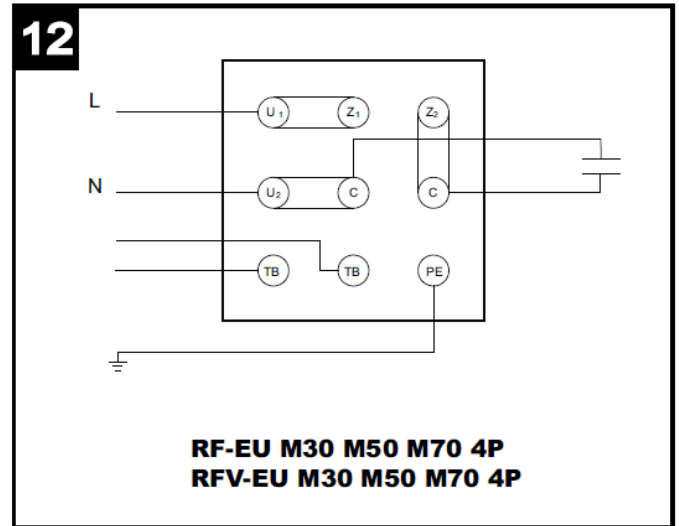 12
L
U1 Z1 Z2
N
U2 C C
TB TB PE
RF-EU M30 M50 M70 4P
RFV-EU M30 M50 M70 4P